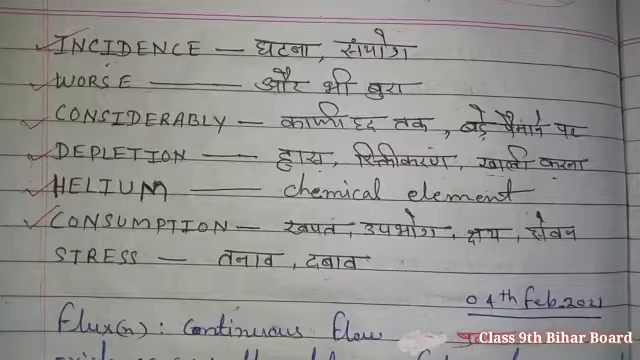 INCIDENCE — घटना, संयोग
WORSE — और भी बुरा
CONSIDERABLY — काफी हद तक, बड़े पैमाने पर
DEPLETION — ह्रास, रिक्तीकरण, खाली करना
HELIUM — chemical element
CONSUMPTION — खपत, उपभोग, क्षय, सेवन
STRESS — तनाव, दबाव
04th Feb. 2021
Flux(n): Continuous flow
Class 9th Bihar Board